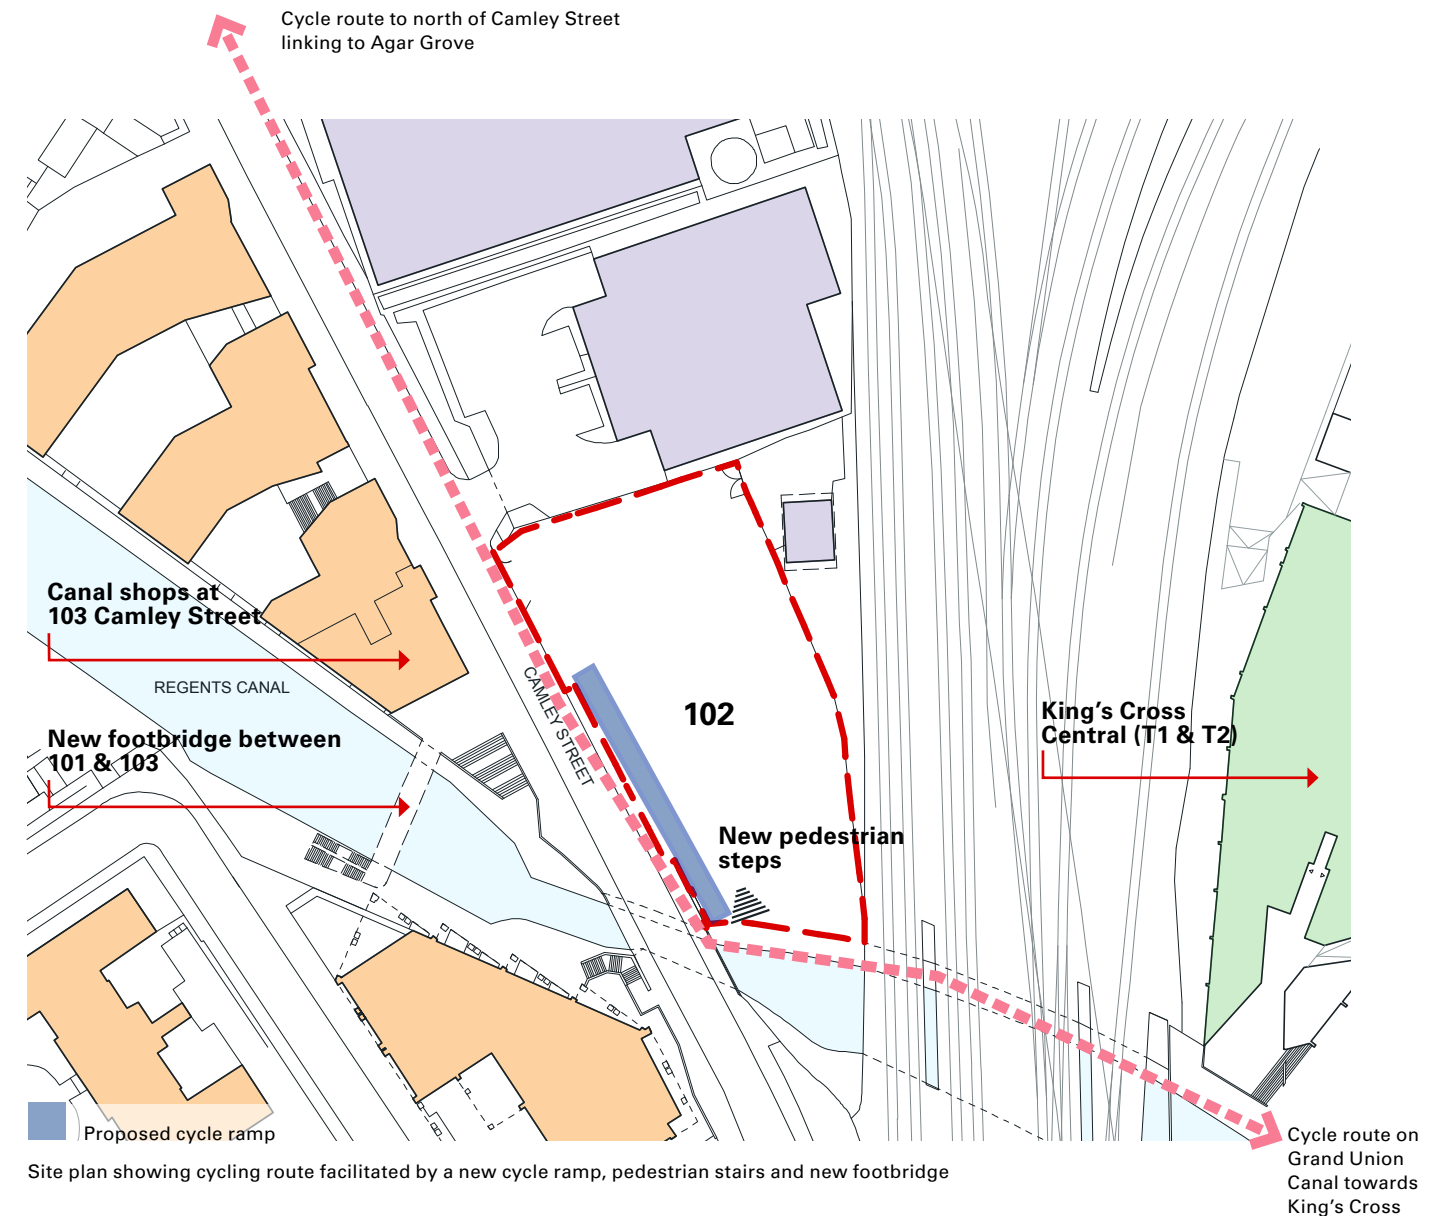 Cycle route to north of Camley Street
linking to Agar Grove
Canal shops at
103 Camley Street
REGENTS CANAL
New footbridge between
101 & 103
CAMLEY STREET
102
King’s Cross
Central (T1 & T2)
New pedestrian
steps
Proposed cycle ramp
Site plan showing cycling route facilitated by a new cycle ramp, pedestrian stairs and new footbridge
Cycle route on
Grand Union
Canal towards
King’s Cross